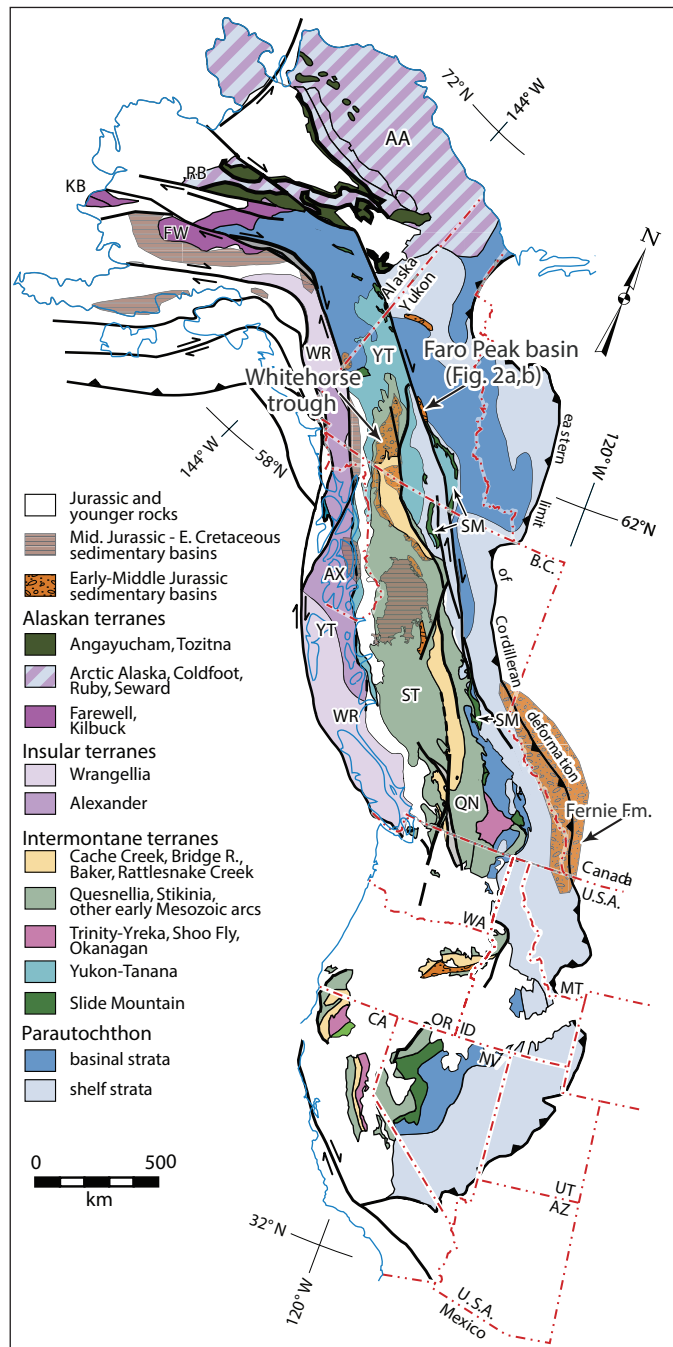 72° N
144° W
AA
RB
KB
FW
N
Alaska
Yukon
WR
YT
Faro Peak basin
(Fig. 2a,b)
Whitehorse
trough
144° W
58° N
eastern
limit
of
Cordilleran
deformation
120° W
62° N
SM
B.C.
Jurassic and
younger rocks
Mid. Jurassic - E. Cretaceous
sedimentary basins
Early-Middle Jurassic
sedimentary basins
Alaskan terranes
Angayucham, Tozitna
Arctic Alaska, Coldfoot,
Ruby, Seward
Farewell,
Kilbuck
Insular terranes
Wrangellia
Alexander
Intermontane terranes
Cache Creek, Bridge R.,
Baker, Rattlesnake Creek
Quesnellia, Stikinia,
other early Mesozoic arcs
Trinity-Yreka, Shoo Fly,
Okanagan
Yukon-Tanana
Slide Mountain
Parautochthon
basinal strata
shelf strata
0 500
km
AX
YT
ST
WR
SM
QN
Fernie Fm.
Canada
U.S.A.
WA
MT
OR
ID
CA
NV
UT
AZ
32° N
120° W
U.S.A.
Mexico